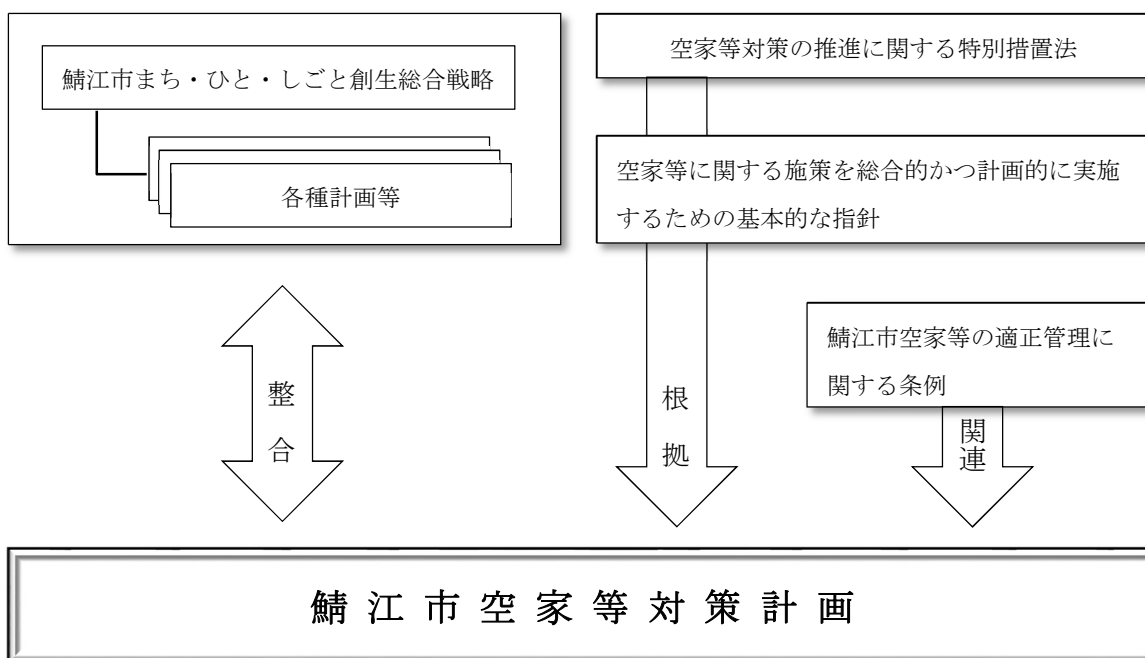 鯖江市まち・ひと・しごと創生総合戦略
各種計画等
整合
空家等対策の推進に関する特別措置法
空家等に関する施策を総合的かつ計画的に実施
するための基本的な指針
根拠
鯖江市空家等の適正管理に
関する条例
関連
鯖江市空家等対策計画